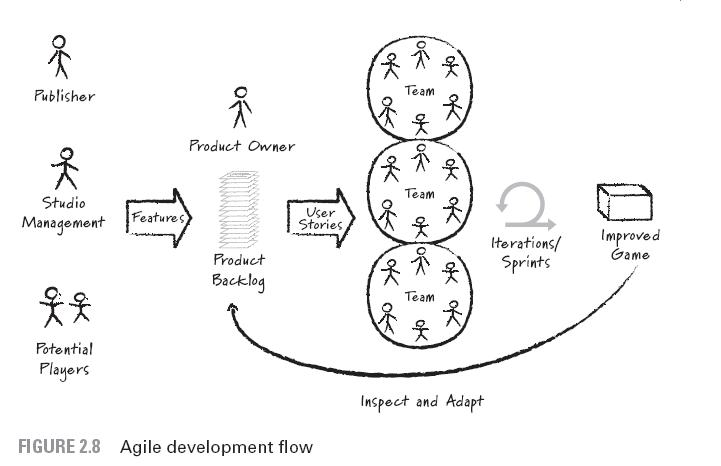 Publisher
Studio
Management
Potential
Players
Features
Product Owner
Product
Backlog
User
Stories
Team
Team
Team
Iterations/
Sprints
Improved
Game
Inspect and Adapt
FIGURE 2.8 Agile development flow